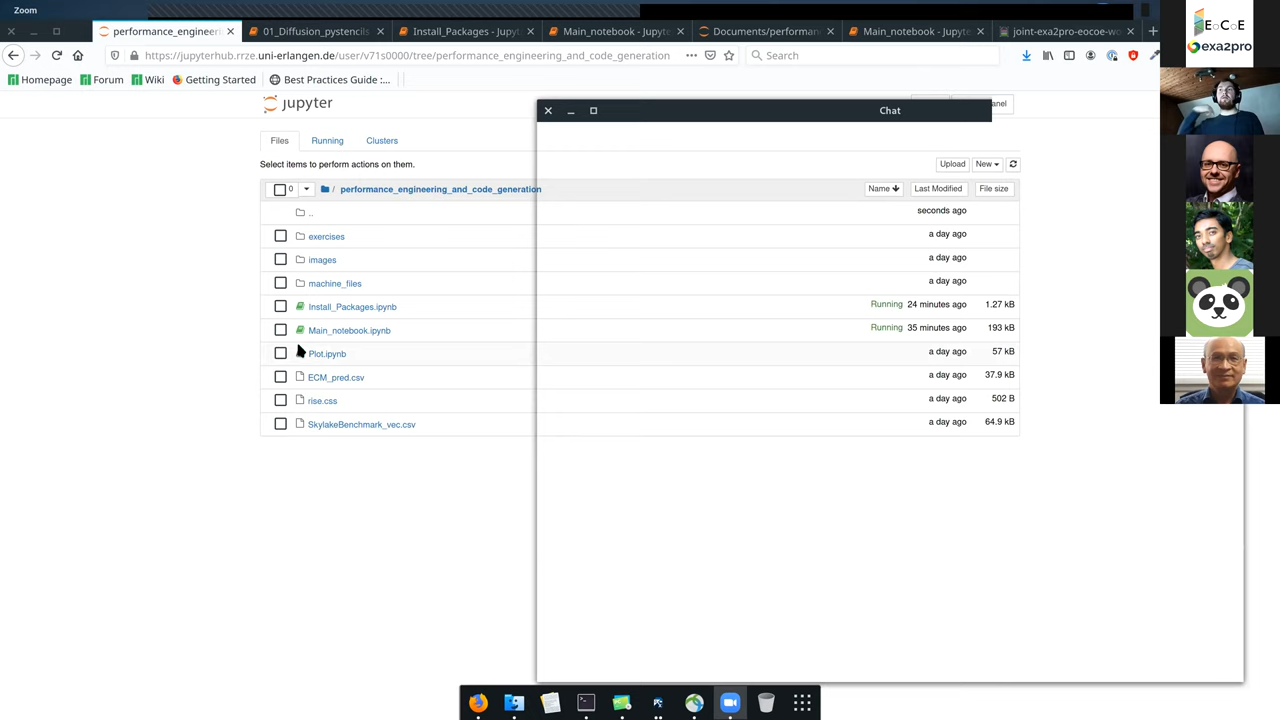 Zoom
performance_engineeri
01_Diffusion_pystencils
Install_Packages - Jupyte
Main_notebook - Jupyte
Documents/performan
Main_notebook - Jupyte
joint-exa2pro-eocoe-wo
https://jupyterhub.rrze.uni-erlangen.de/user/v71s0000/tree/performance_engineering_and_code_generation
Search
Homepage
Forum
Wiki
Getting Started
Best Practices Guide :...
EoCoE
exa2pro
jupyter
anel
Chat
Files
Running
Clusters
Select items to perform actions on them.
Upload
New
0
/ performance_engineering_and_code_generation
Name
Last Modified
File size
..
seconds ago
exercises
a day ago
images
a day ago
machine_files
a day ago
Install_Packages.ipynb
Running 24 minutes ago
1.27 kB
Main_notebook.ipynb
Running 35 minutes ago
193 kB
Plot.ipynb
a day ago
57 kB
ECM_pred.csv
a day ago
37.9 kB
rise.css
a day ago
502 B
SkylakeBenchmark_vec.csv
a day ago
64.9 kB